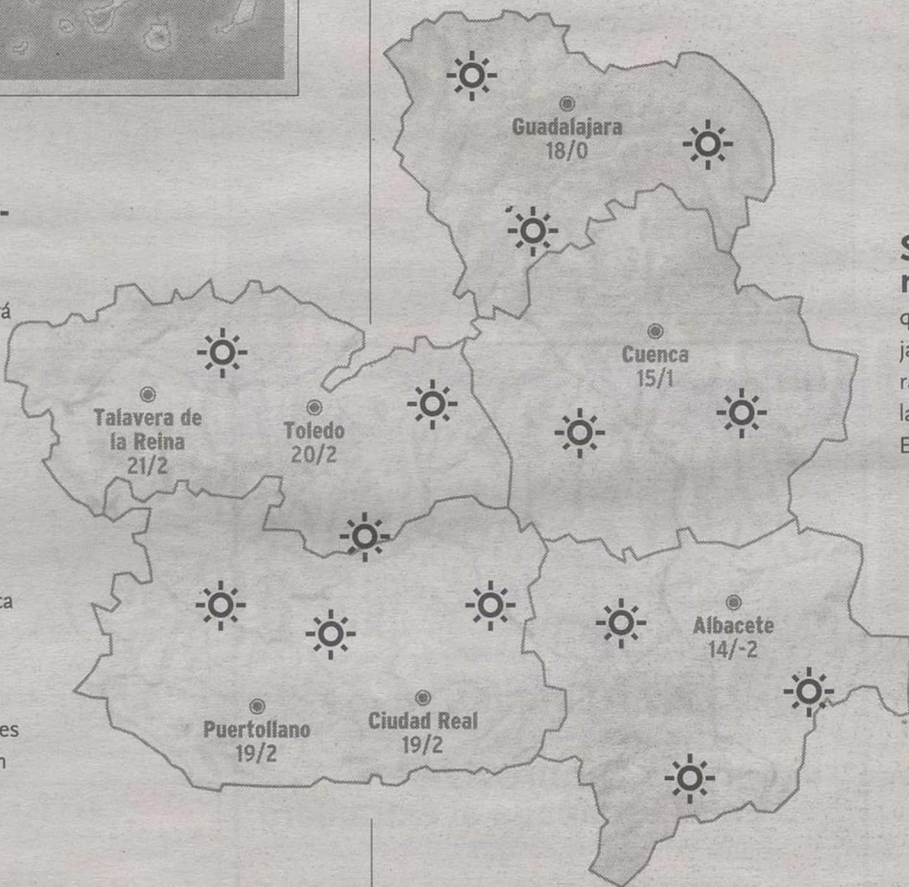 Guadalajara
18/0
Cuenca
15/1
Talavera de
la Reina
21/2
Toledo
20/2
Albacete
14/-2
Puertollano
19/2
Ciudad Real
19/2